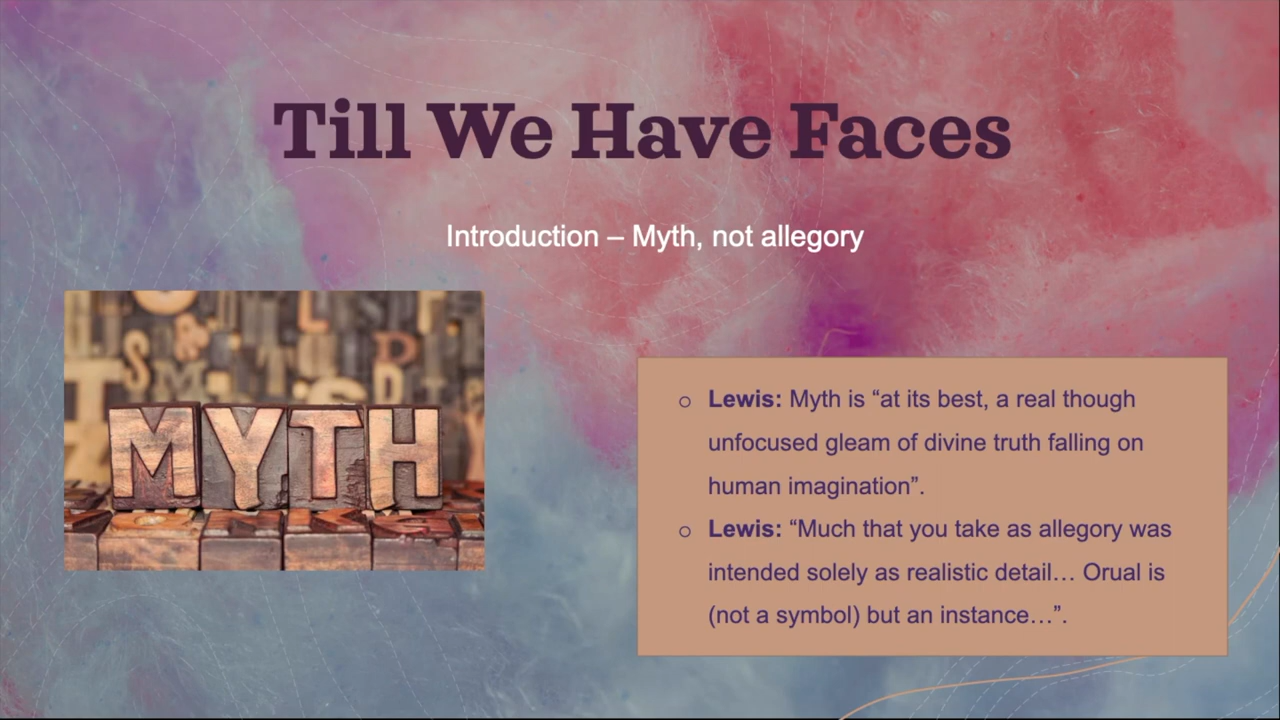 Till We Have Faces
Introduction – Myth, not allegory
MYTH
o Lewis: Myth is “at its best, a real though
unfocused gleam of divine truth falling on
human imagination”.
o Lewis: “Much that you take as allegory was
intended solely as realistic detail… Orual is
(not a symbol) but an instance…”.